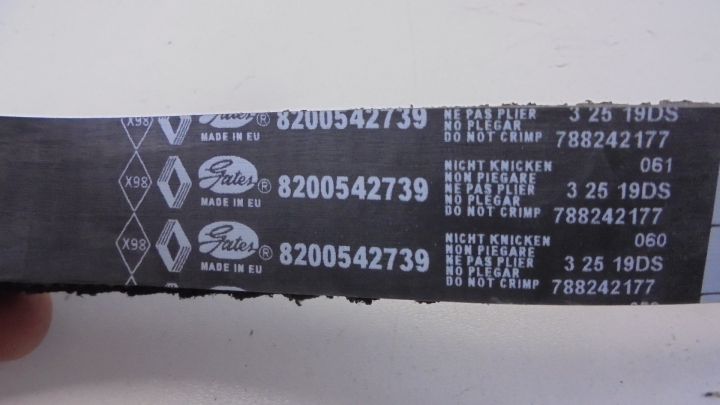 X98 Gates® 8200542739 NE PAS PLIER 3 25 19DS
MADE IN EU NO PLEGAR
DO NOT CRIMP 788242177
NICHT KNICKEN 061
NON PIEGARE
X98 Gates® 8200542739 NE PAS PLIER 3 25 19DS
MADE IN EU NO PLEGAR
DO NOT CRIMP 788242177
NICHT KNICKEN 060
NON PIEGARE
X98 Gates® 8200542739 NE PAS PLIER 3 25 19DS
MADE IN EU NO PLEGAR
DO NOT CRIMP 788242177